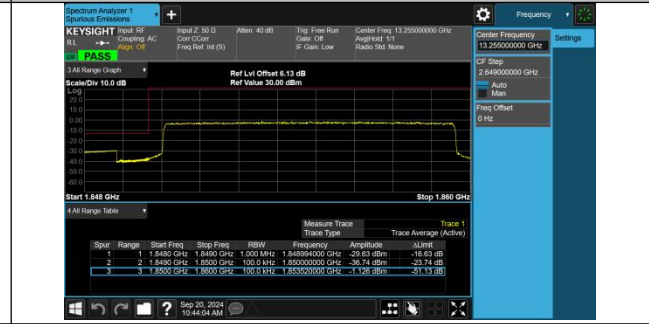 Spectrum Analyzer 1
Spurious Emissions
Frequency
KEYSIGHT Input: RF Input Z: 50 Ω Atten: 40 dB Trig: Free Run Center Freq: 13.255000000 GHz
RL Coupling: AC Corr CCorr Gate: Off Avg|Hold: 1/1
Align: Off Freq Ref: Int (S) IF Gain: Low Radio Std: None
PASS
Center Frequency
13.255000000 GHz
Settings
CF Step
2.649000000 GHz
Auto
Man
Freq Offset
0 Hz
3 All Range Graph
Scale/Div 10.0 dB
Ref Lvl Offset 6.13 dB
Ref Value 30.00 dBm
Log
20.0
10.0
0.00
-10.0
-20.0
-30.0
-40.0
-50.0
-60.0
Start 1.848 GHz Stop 1.860 GHz
4 All Range Table
Measure Trace Trace 1
Trace Type Trace Average (Active)
Spur Range Start Freq Stop Freq RBW Frequency Amplitude ΔLimit
1 1 1.8480 GHz 1.8490 GHz 1.000 MHz 1.848994000 GHz -29.63 dBm -16.63 dB
2 2 1.8490 GHz 1.8500 GHz 100.0 kHz 1.850000000 GHz -36.74 dBm -23.74 dB
3 3 1.8500 GHz 1.8600 GHz 100.0 kHz 1.853520000 GHz -1.126 dBm -51.13 dB
Sep 20, 2024
10:44:04 AM